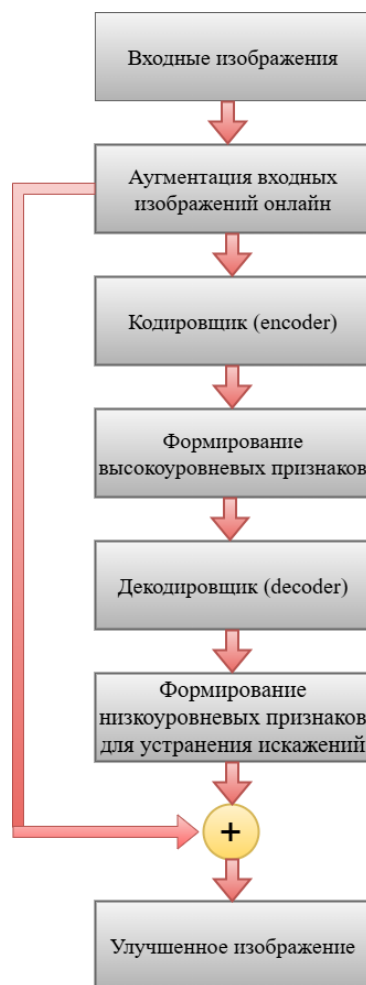 Входные изображения
Аугментация входных
изображений онлайн
Кодировщик (encoder)
Формирование
высокоуровневых признаков
Декодировщик (decoder)
Формирование
низкоуровневых признаков
для устранения искажений
+
Улучшенное изображение